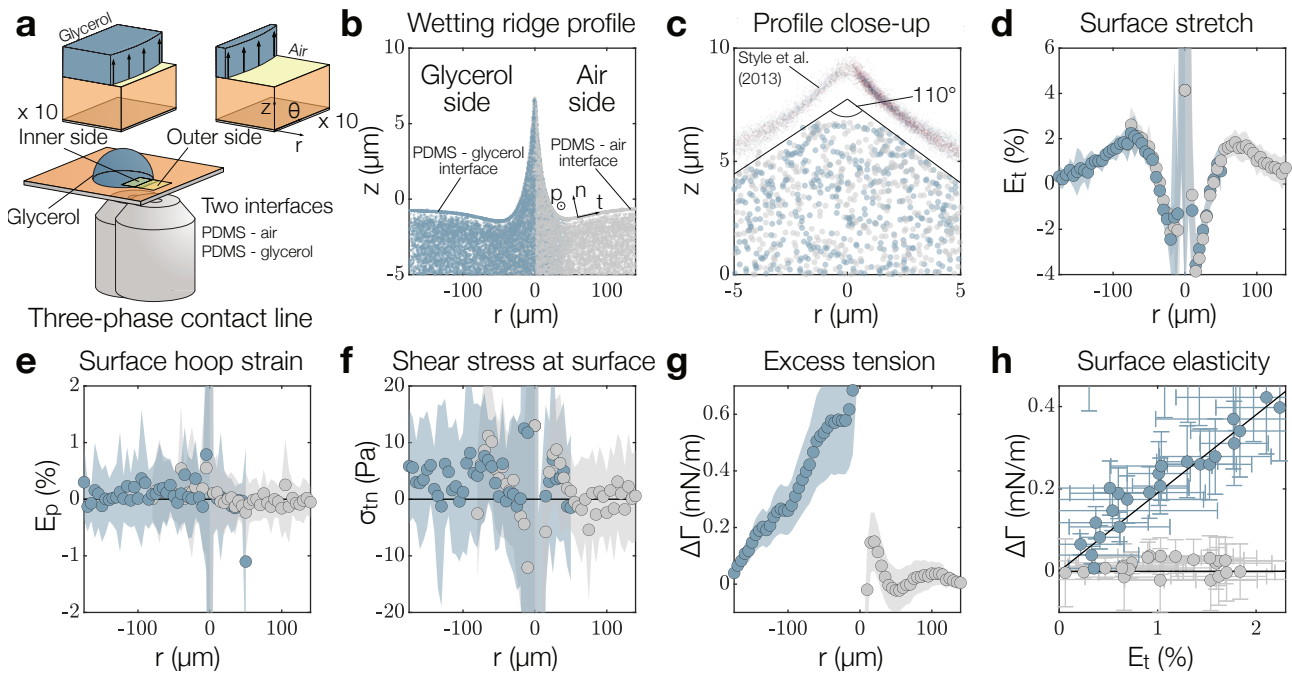 a
Glycerol
Air
x 10
z
θ
r
x 10
Inner side
Outer side
Glycerol
Two interfaces
PDMS - air
PDMS - glycerol
Three-phase contact line
b
Wetting ridge profile
Glycerol side
Air side
PDMS - glycerol interface
PDMS - air interface
p
n
t
z (µm)
10
5
0
-5
-100
0
100
r (µm)
c
Profile close-up
Style et al. (2013)
110°
z (µm)
10
5
0
-5
0
5
r (µm)
d
Surface stretch
Et (%)
6
4
2
0
-2
-4
-100
0
100
r (µm)
e
Surface hoop strain
Ep (%)
2
1
0
-1
-2
-100
0
100
r (µm)
f
Shear stress at surface
σtn (Pa)
20
10
0
-10
-20
-100
0
100
r (µm)
g
Excess tension
ΔΓ (mN/m)
0.6
0.4
0.2
0
-100
0
100
r (µm)
h
Surface elasticity
ΔΓ (mN/m)
0.4
0.2
0
0
1
2
Et (%)